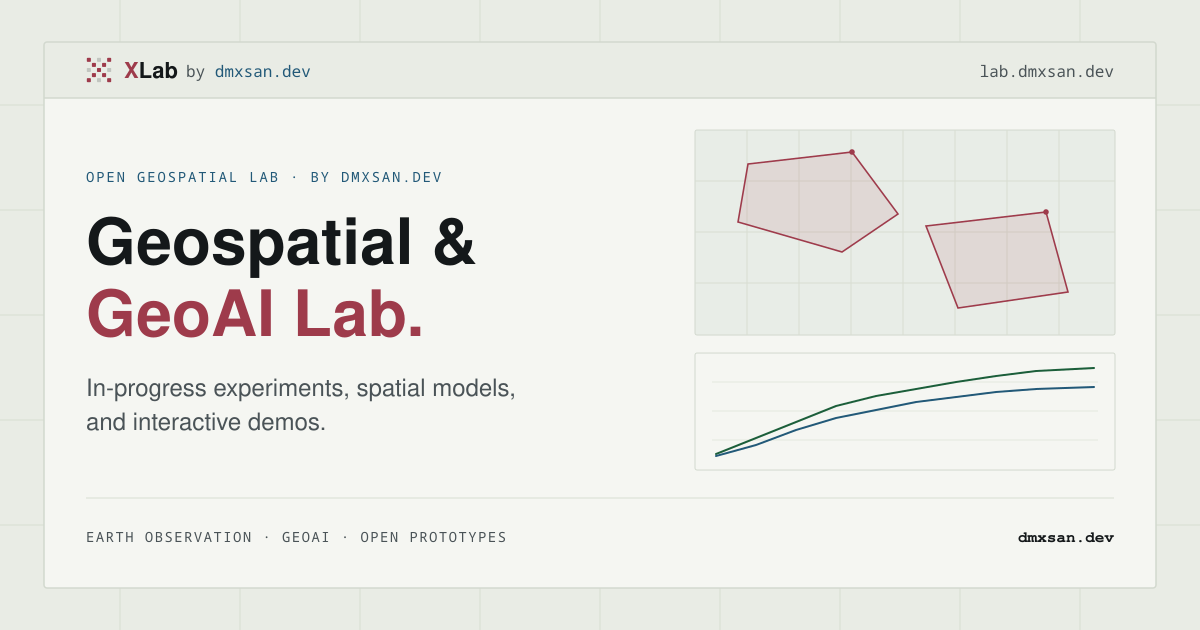 XLab by dmxsan.dev
lab.dmxsan.dev
OPEN GEOSPATIAL LAB · BY DMXSAN.DEV
Geospatial &
GeoAI Lab.
In-progress experiments, spatial models,
and interactive demos.
EARTH OBSERVATION · GEOAI · OPEN PROTOTYPES
dmxsan.dev